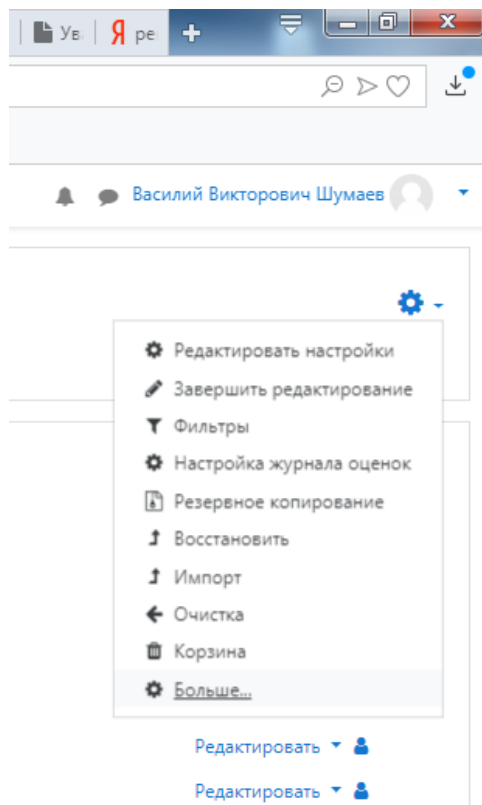 Ув
Я ре
Василий Викторович Шумаев
Редактировать настройки
Завершить редактирование
Фильтры
Настройка журнала оценок
Резервное копирование
Восстановить
Импорт
Очистка
Корзина
Больше...
Редактировать
Редактировать